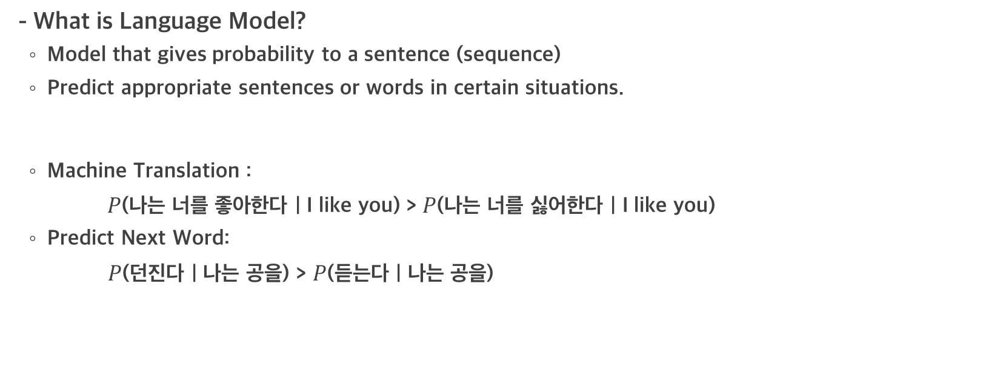 - What is Language Model?
◦ Model that gives probability to a sentence (sequence)
◦ Predict appropriate sentences or words in certain situations.
◦ Machine Translation :
P(나는 너를 좋아한다 | I like you) > P(나는 너를 싫어한다 | I like you)
◦ Predict Next Word:
P(던진다 | 나는 공을) > P(듣는다 | 나는 공을)